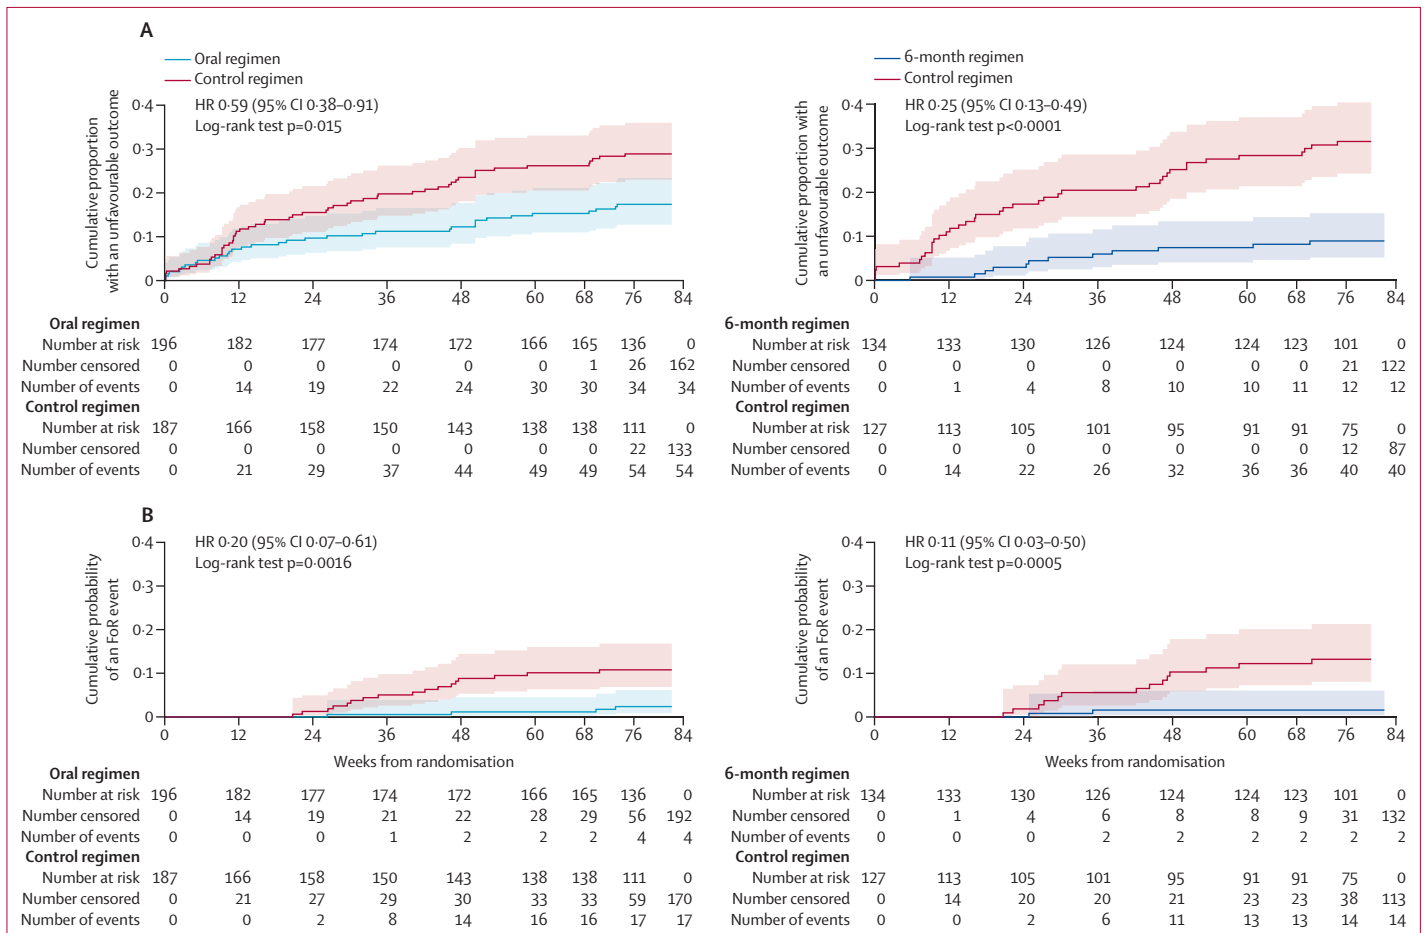 A
Oral regimen
Control regimen
HR 0·59 (95% CI 0·38–0·91)
Log-rank test p=0·015
Cumulative proportion
with an unfavourable outcome
0·4
0·3
0·2
0·1
0
0 12 24 36 48 60 68 76 84
Oral regimen
Number at risk 196 182 177 174 172 166 165 136 0
Number censored 0 0 0 0 0 0 1 26 162
Number of events 0 14 19 22 24 30 30 34 34
Control regimen
Number at risk 187 166 158 150 143 138 138 111 0
Number censored 0 0 0 0 0 0 0 22 133
Number of events 0 21 29 37 44 49 49 54 54
6-month regimen
Control regimen
HR 0·25 (95% CI 0·13–0·49)
Log-rank test p<0·0001
Cumulative proportion with
an unfavourable outcome
0·4
0·3
0·2
0·1
0
0 12 24 36 48 60 68 76 84
6-month regimen
Number at risk 134 133 130 126 124 124 123 101 0
Number censored 0 0 0 0 0 0 0 21 122
Number of events 0 1 4 8 10 10 11 12 12
Control regimen
Number at risk 127 113 105 101 95 91 91 75 0
Number censored 0 0 0 0 0 0 0 12 87
Number of events 0 14 22 26 32 36 36 40 40
B
HR 0·20 (95% CI 0·07–0·61)
Log-rank test p=0·0016
Cumulative probability
of an FoR event
0·4
0·3
0·2
0·1
0
0 12 24 36 48 60 68 76 84
Weeks from randomisation
Oral regimen
Number at risk 196 182 177 174 172 166 165 136 0
Number censored 0 14 19 21 22 28 29 56 192
Number of events 0 0 0 1 2 2 2 4 4
Control regimen
Number at risk 187 166 158 150 143 138 138 111 0
Number censored 0 21 27 29 30 33 33 59 170
Number of events 0 0 2 8 14 16 16 17 17
HR 0·11 (95% CI 0·03–0·50)
Log-rank test p=0·0005
Cumulative probability
of an FoR event
0·4
0·3
0·2
0·1
0
0 12 24 36 48 60 68 76 84
Weeks from randomisation
6-month regimen
Number at risk 134 133 130 126 124 124 123 101 0
Number censored 0 1 4 6 8 8 9 31 132
Number of events 0 0 0 2 2 2 2 2 2
Control regimen
Number at risk 127 113 105 101 95 91 91 75 0
Number censored 0 14 20 20 21 23 23 38 113
Number of events 0 0 2 6 11 13 13 14 14